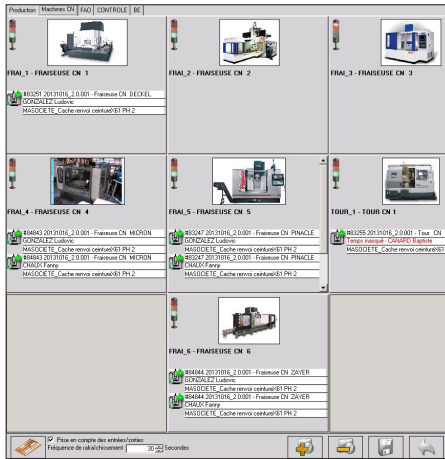 Production Machines CN FAO CONTROLE BE
FRAI_1 - FRAISEUSE CN 1
#83251 20131016_2.0.001 - Fraiseuse CN DECKEL
GONZALEZ Ludovic
MASOCIETE_Cache renvoi ceintureX61 PH 2
FRAI_2 - FRAISEUSE CN 2
FRAI_3 - FRAISEUSE CN 3
FRAI_4 - FRAISEUSE CN 4
#84843 20131016_2.0.001 - Fraiseuse CN MICRON
GONZALEZ Ludovic
MASOCIETE_Cache renvoi ceintureX61 PH 2
#84843 20131016_2.0.001 - Fraiseuse CN MICRON
CHAUX Fanny
MASOCIETE_Cache renvoi ceintureX61 PH 2
FRAI_5 - FRAISEUSE CN 5
#83247 20131016_2.0.001 - Fraiseuse CN PINACLE
GONZALEZ Ludovic
MASOCIETE_Cache renvoi ceintureX61 PH 2
#83247 20131016_2.0.001 - Fraiseuse CN PINACLE
CHAUX Fanny
MASOCIETE_Cache renvoi ceintureX61 PH 2
TOUR_1 - TOUR CN 1
#83255 20131016_2.0.001 - Tour CN
Temps masqué - CANARD Baptiste
MASOCIETE_Cache renvoi ceintureX61
FRAI_6 - FRAISEUSE CN 6
#84844 20131016_2.0.001 - Fraiseuse CN ZAYER
GONZALEZ Ludovic
MASOCIETE_Cache renvoi ceintureX61 PH 2
#84844 20131016_2.0.001 - Fraiseuse CN ZAYER
CHAUX Fanny
MASOCIETE_Cache renvoi ceintureX61 PH 2
Prise en compte des entrées/sorties
Fréquence de rafraîchissement 30 Secondes